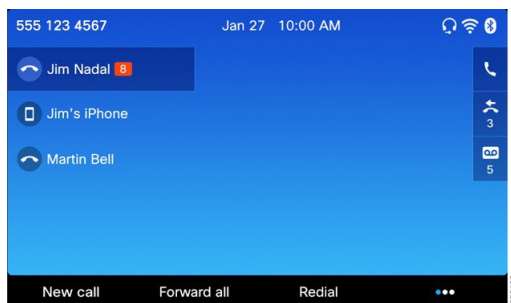 555 123 4567 Jan 27 10:00 AM
Jim Nadal 8
Jim's iPhone
3
Martin Bell
5
New call Forward all Redial